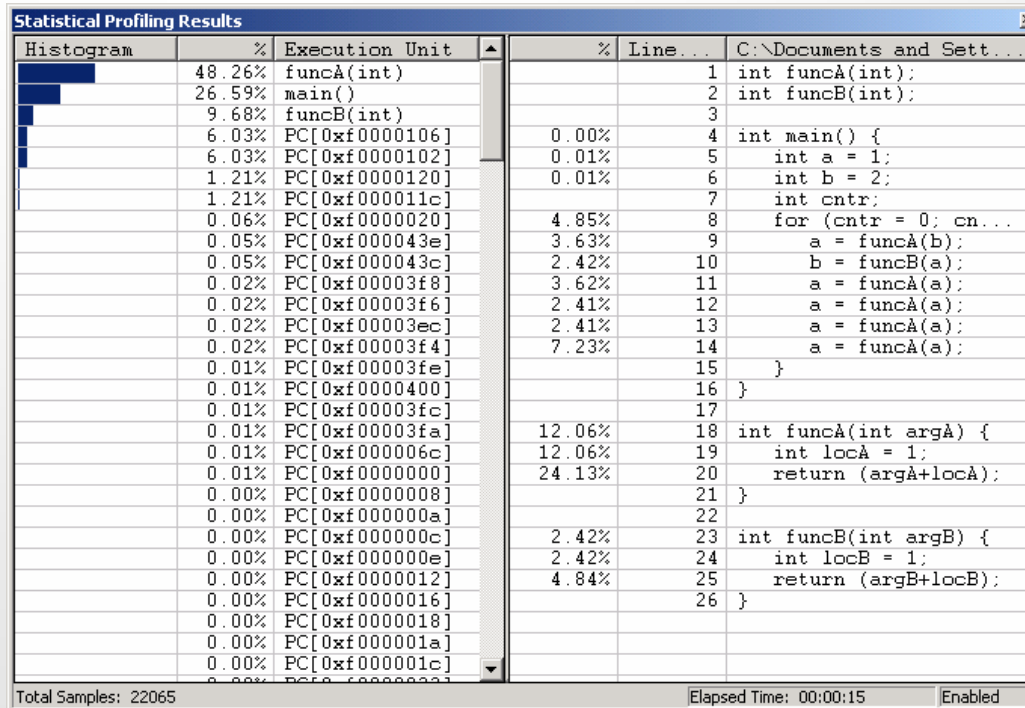 Statistical Profiling Results
Histogram % Execution Unit
48.26% funcA(int)
26.59% main()
9.68% funcB(int)
6.03% PC[0xf0000106]
6.03% PC[0xf0000102]
1.21% PC[0xf0000120]
1.21% PC[0xf000011c]
0.06% PC[0xf0000020]
0.05% PC[0xf000043e]
0.05% PC[0xf000043c]
0.02% PC[0xf00003f8]
0.02% PC[0xf00003f6]
0.02% PC[0xf00003ec]
0.02% PC[0xf00003f4]
0.01% PC[0xf00003fe]
0.01% PC[0xf0000400]
0.01% PC[0xf00003fc]
0.01% PC[0xf00003fa]
0.01% PC[0xf000006c]
0.01% PC[0xf0000000]
0.00% PC[0xf0000008]
0.00% PC[0xf000000a]
0.00% PC[0xf000000c]
0.00% PC[0xf000000e]
0.00% PC[0xf0000012]
0.00% PC[0xf0000016]
0.00% PC[0xf0000018]
0.00% PC[0xf000001a]
0.00% PC[0xf000001c]
% Line... C:\Documents and Sett...
1 int funcA(int);
2 int funcB(int);
3
0.00% 4 int main() {
0.01% 5 int a = 1;
0.01% 6 int b = 2;
7 int cntr;
4.85% 8 for (cntr = 0; cn...
3.63% 9 a = funcA(b);
2.42% 10 b = funcB(a);
3.62% 11 a = funcA(a);
2.41% 12 a = funcA(a);
2.41% 13 a = funcA(a);
7.23% 14 a = funcA(a);
15 }
16 }
17
12.06% 18 int funcA(int argA) {
12.06% 19 int locA = 1;
24.13% 20 return (argA+locA);
21 }
22
2.42% 23 int funcB(int argB) {
2.42% 24 int locB = 1;
4.84% 25 return (argB+locB);
26 }
Total Samples: 22065
Elapsed Time: 00:00:15
Enabled